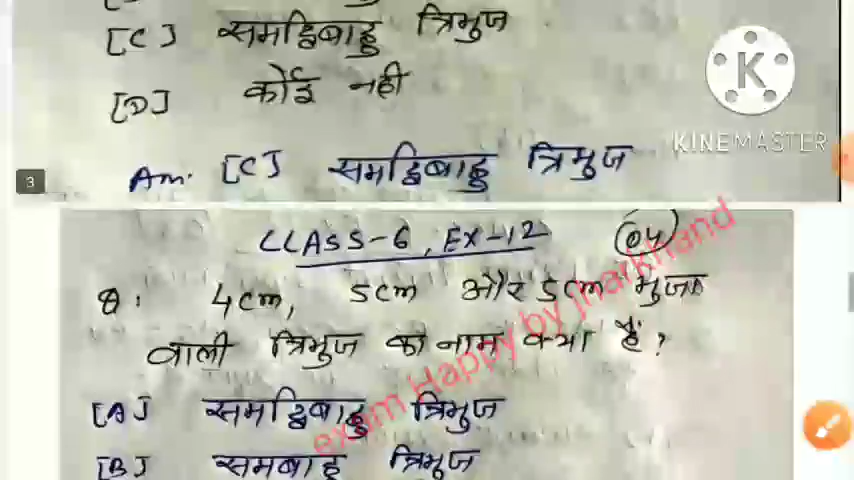 [C] समद्विबाहु त्रिभुज
[D] कोई नही
K
KINEMASTER
Ans: [C] समद्विबाहु त्रिभुज
3
CLASS-6, EX-12 04
Q: 4cm, 5cm और 5cm भुजा
वाली त्रिभुज का नाम क्या है?
exam Happy by jharkhand
[A] समद्विबाहु त्रिभुज
[B] समबाहु त्रिभुज